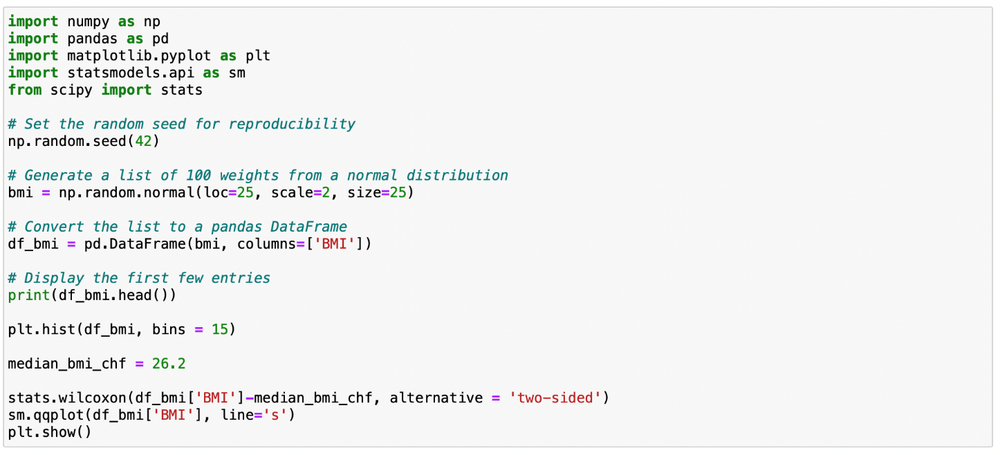 import numpy as np
import pandas as pd
import matplotlib.pyplot as plt
import statsmodels.api as sm
from scipy import stats
# Set the random seed for reproducibility
np.random.seed(42)
# Generate a list of 100 weights from a normal distribution
bmi = np.random.normal(loc=25, scale=2, size=25)
# Convert the list to a pandas DataFrame
df_bmi = pd.DataFrame(bmi, columns=['BMI'])
# Display the first few entries
print(df_bmi.head())
plt.hist(df_bmi, bins = 15)
median_bmi_chf = 26.2
stats.wilcoxon(df_bmi['BMI']-median_bmi_chf, alternative = 'two-sided')
sm.qqplot(df_bmi['BMI'], line='s')
plt.show()